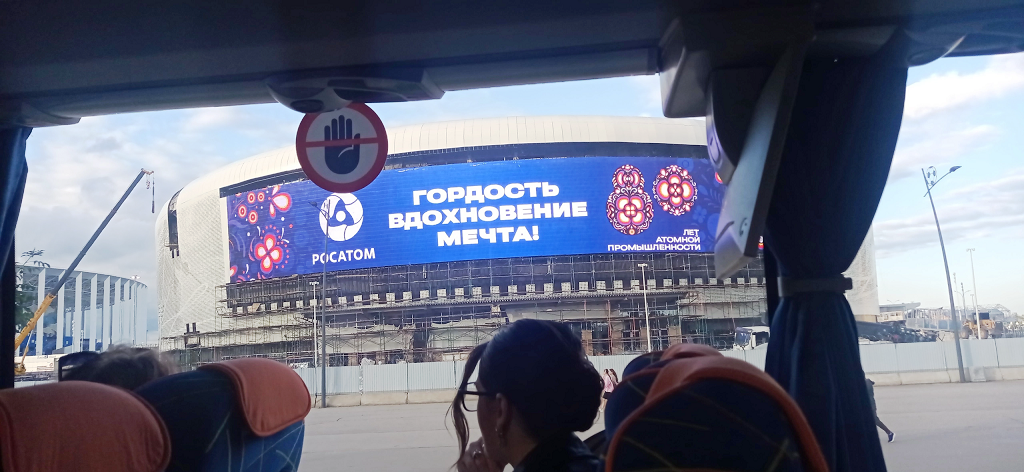 ГОРДОСТЬ
ВДОХНОВЕНИЕ
МЕЧТА!
РОСАТОМ
ЛЕТ
АТОМНОЙ
ПРОМЫШЛЕННОСТИ